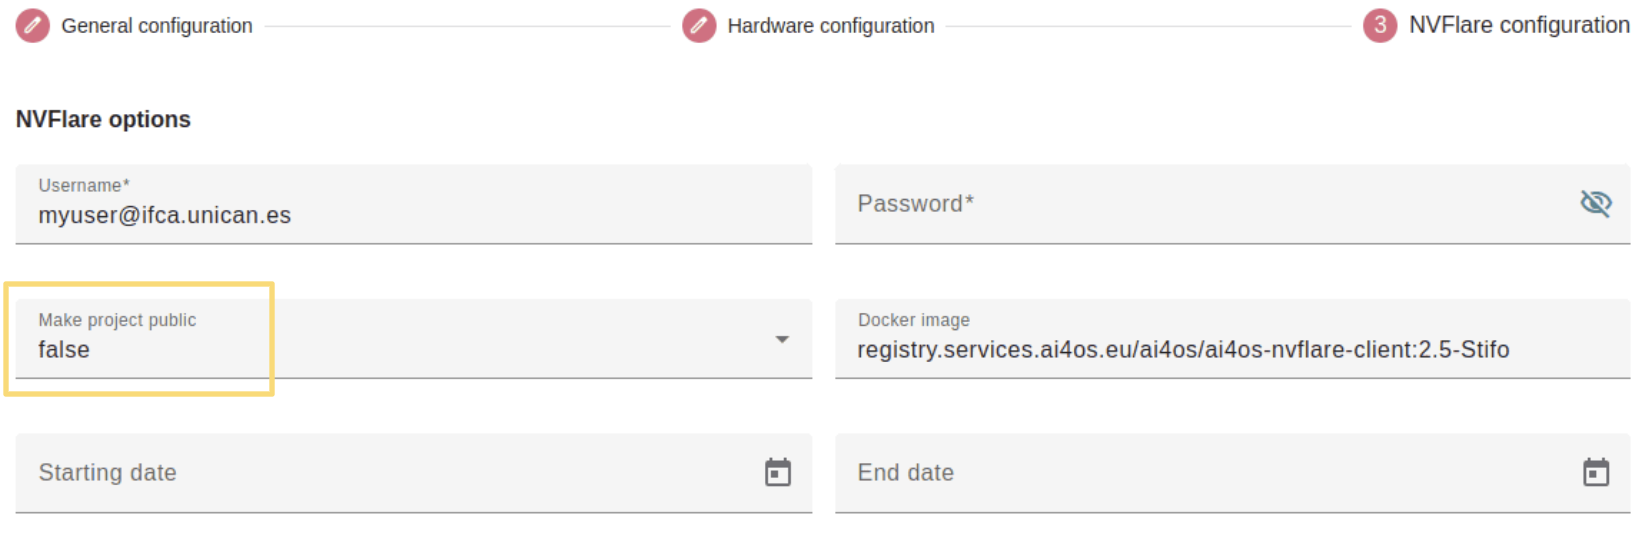 General configuration
Hardware configuration
3 NVFlare configuration
NVFlare options
Username*
myuser@ifca.unican.es
Password*
Make project public
false
Docker image
registry.services.ai4os.eu/ai4os/ai4os-nvflare-client:2.5-Stifo
Starting date
End date